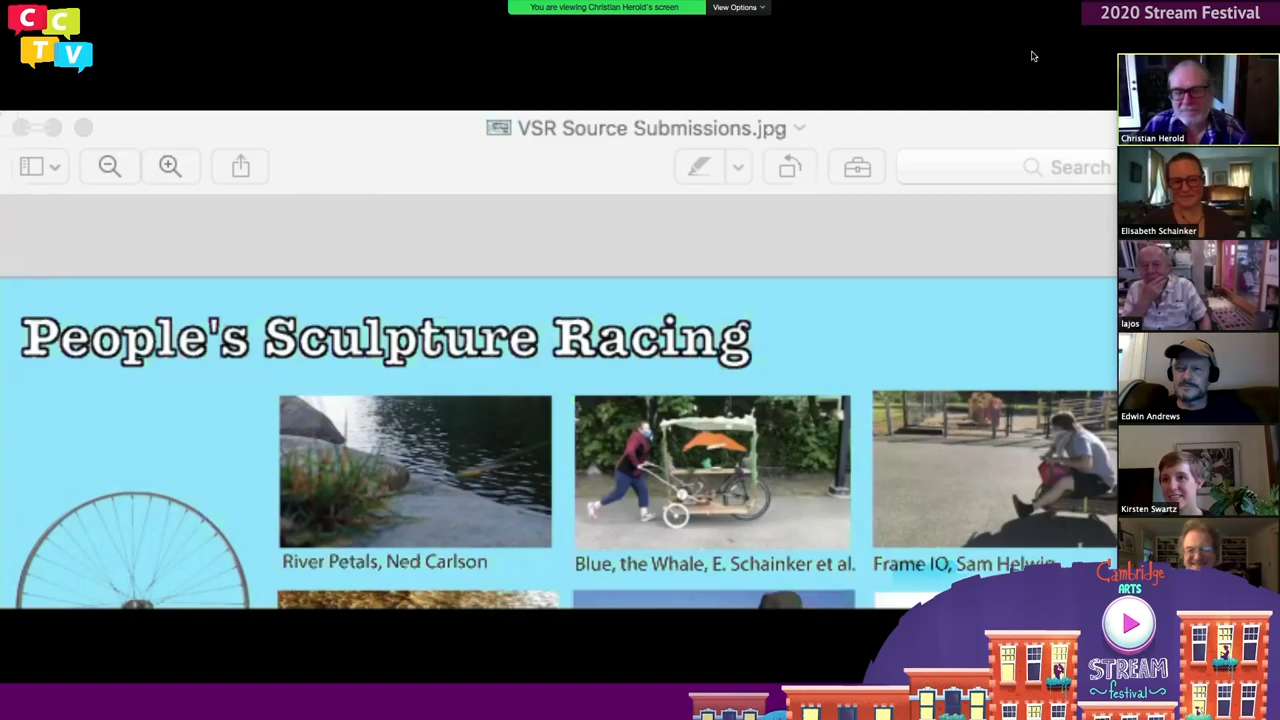 C C
T V
You are viewing Christian Herold's screen
View Options
2020 Stream Festival
VSR Source Submissions.jpg
Search
People's Sculpture Racing
River Petals, Ned Carlson
Blue, the Whale, E. Schainker et al.
Frame IO, Sam Helwig
Christian Herold
Elisabeth Schainker
lajos
Edwin Andrews
Kirsten Swartz
Cambridge
ARTS
STREAM
festival